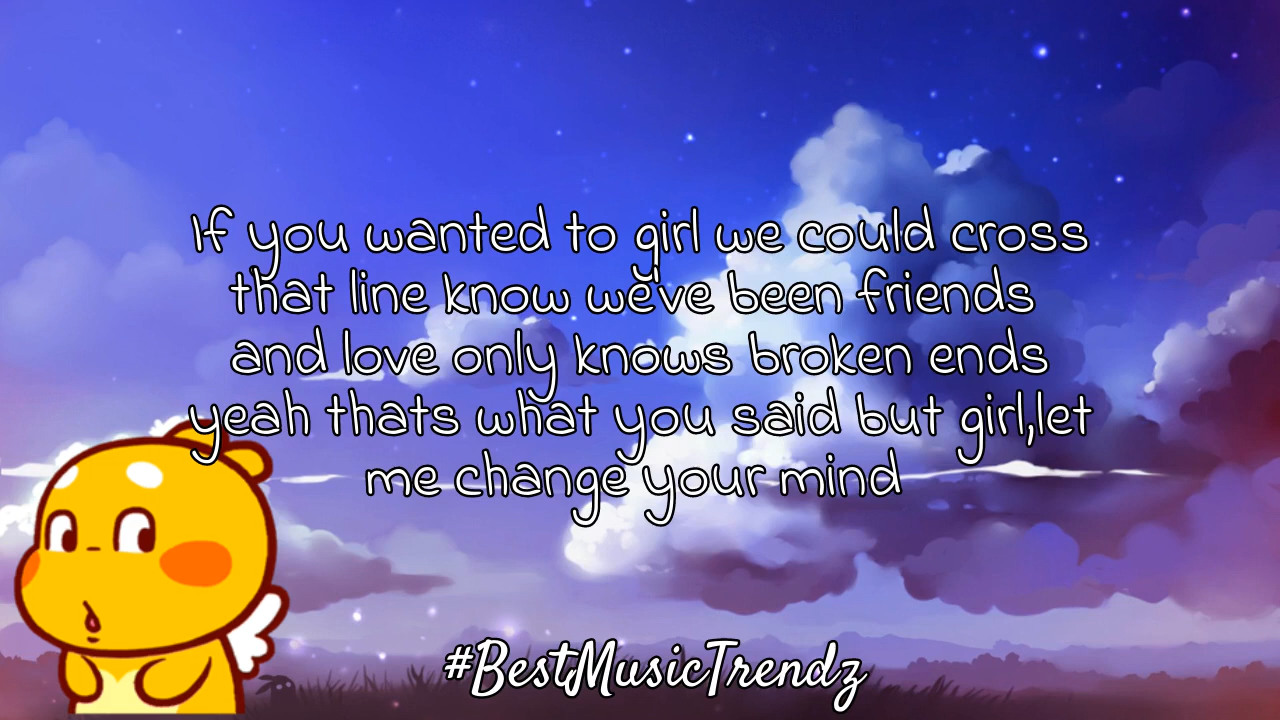 If you wanted to girl we could cross
that line know we've been friends
and love only knows broken ends
yeah thats what you said but girl,let
me change your mind
#BestMusicTrendz